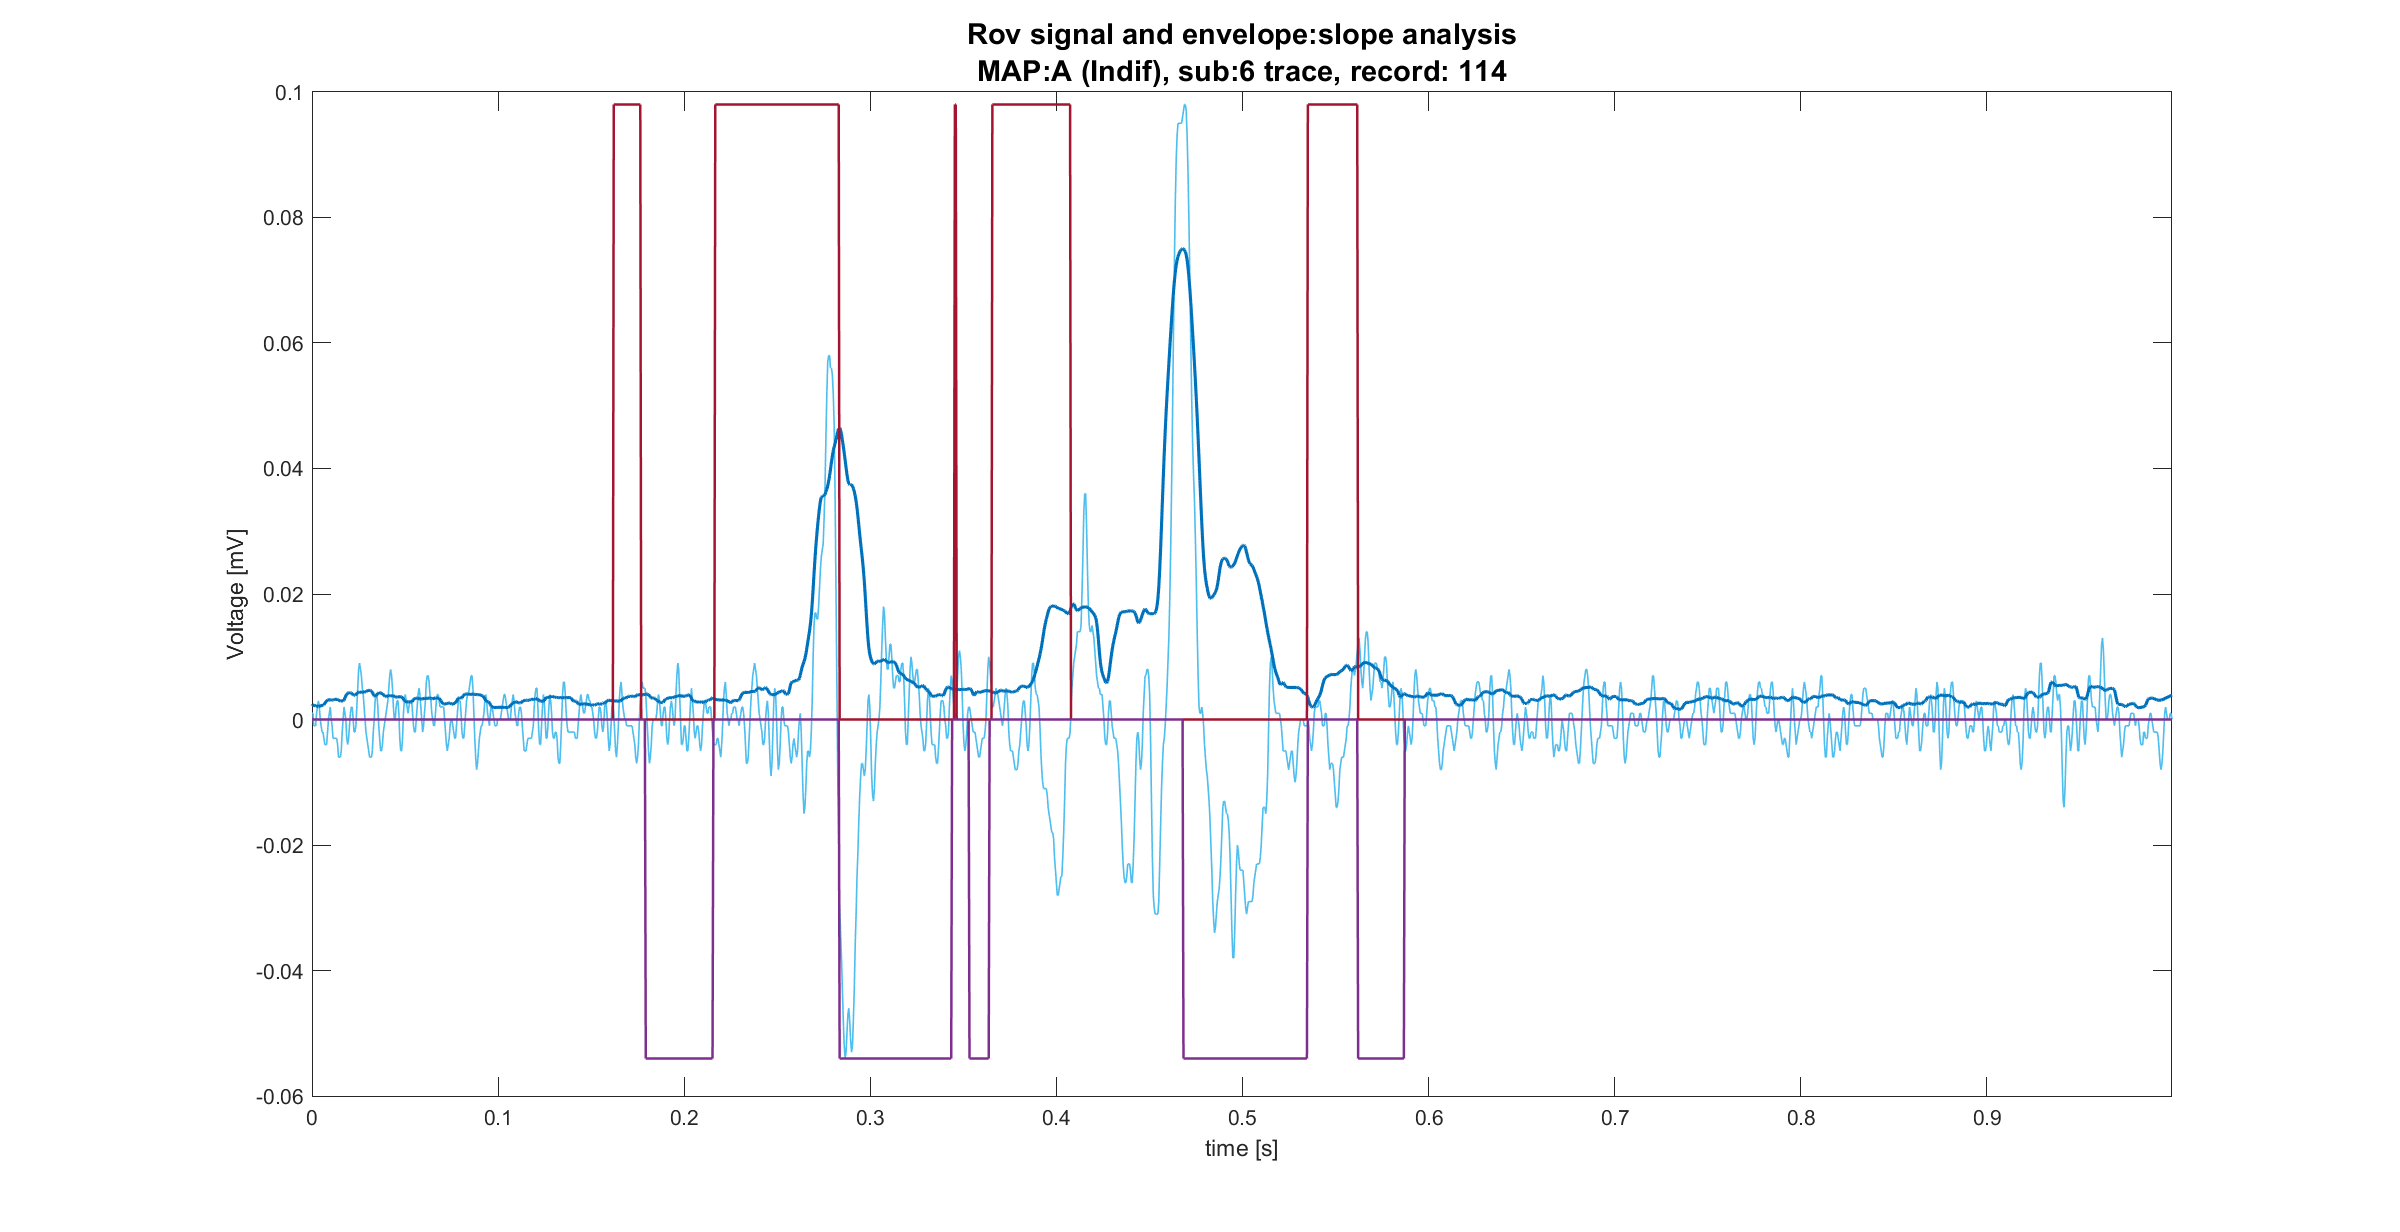 Rov signal and envelope:slope analysis
MAP:A (Indif), sub:6 trace, record: 114
0.1
0.08
0.06
0.04
0.02
0
-0.02
-0.04
-0.06
Voltage [mV]
0 0.1 0.2 0.3 0.4 0.5 0.6 0.7 0.8 0.9
time [s]